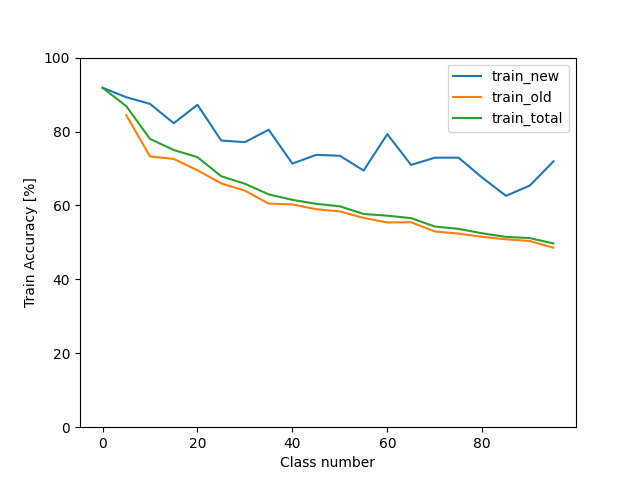 100
80
60
40
20
0
Train Accuracy [%]
train_new
train_old
train_total
0 20 40 60 80
Class number